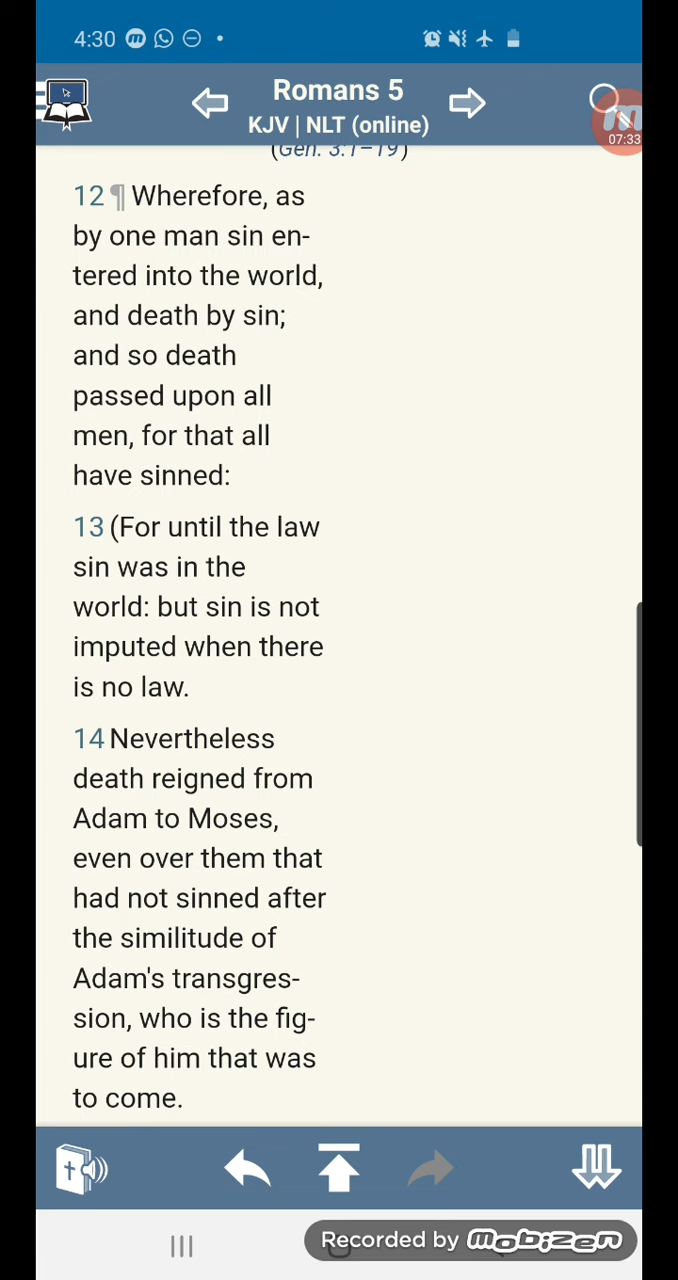 4:30
Romans 5
KJV | NLT (online)
07:33
(Gen. 3:1–19)
12 ¶ Wherefore, as
by one man sin en-
tered into the world,
and death by sin;
and so death
passed upon all
men, for that all
have sinned:
13 (For until the law
sin was in the
world: but sin is not
imputed when there
is no law.
14 Nevertheless
death reigned from
Adam to Moses,
even over them that
had not sinned after
the similitude of
Adam's transgres-
sion, who is the fig-
ure of him that was
to come.
Recorded by mobizen